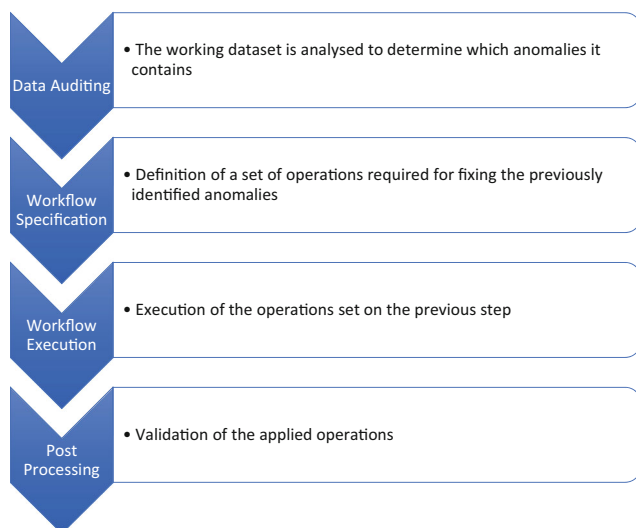 Data Auditing
• The working dataset is analysed to determine which anomalies it
contains
Workflow
Specification
• Definition of a set of operations required for fixing the previously
identified anomalies
Workflow
Execution
• Execution of the operations set on the previous step
Post
Processing
• Validation of the applied operations